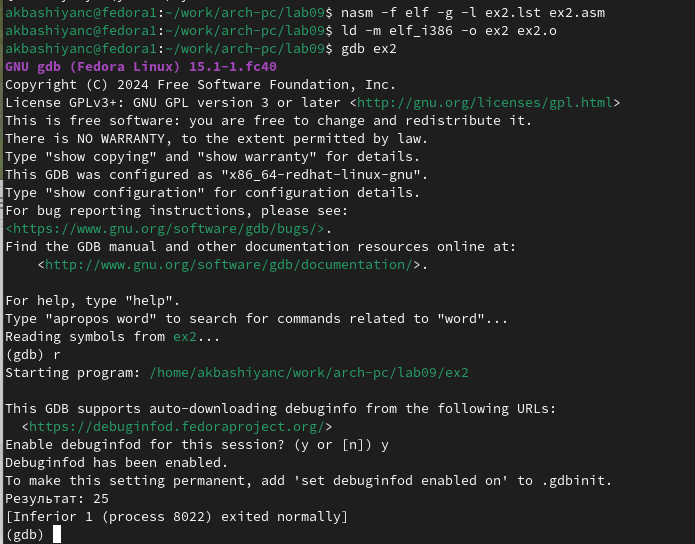 akbashiyanc@fedora1:~/work/arch-pc/lab09$ nasm -f elf -g -l ex2.lst ex2.asm
akbashiyanc@fedora1:~/work/arch-pc/lab09$ ld -m elf_i386 -o ex2 ex2.o
akbashiyanc@fedora1:~/work/arch-pc/lab09$ gdb ex2
GNU gdb (Fedora Linux) 15.1-1.fc40
Copyright (C) 2024 Free Software Foundation, Inc.
License GPLv3+: GNU GPL version 3 or later <http://gnu.org/licenses/gpl.html>
This is free software: you are free to change and redistribute it.
There is NO WARRANTY, to the extent permitted by law.
Type "show copying" and "show warranty" for details.
This GDB was configured as "x86_64-redhat-linux-gnu".
Type "show configuration" for configuration details.
For bug reporting instructions, please see:
<https://www.gnu.org/software/gdb/bugs/>.
Find the GDB manual and other documentation resources online at:
    <http://www.gnu.org/software/gdb/documentation/>.

For help, type "help".
Type "apropos word" to search for commands related to "word"...
Reading symbols from ex2...
(gdb) r
Starting program: /home/akbashiyanc/work/arch-pc/lab09/ex2

This GDB supports auto-downloading debuginfo from the following URLs:
  <https://debuginfod.fedoraproject.org/>
Enable debuginfod for this session? (y or [n]) y
Debuginfod has been enabled.
To make this setting permanent, add 'set debuginfod enabled on' to .gdbinit.
Результат: 25
[Inferior 1 (process 8022) exited normally]
(gdb)